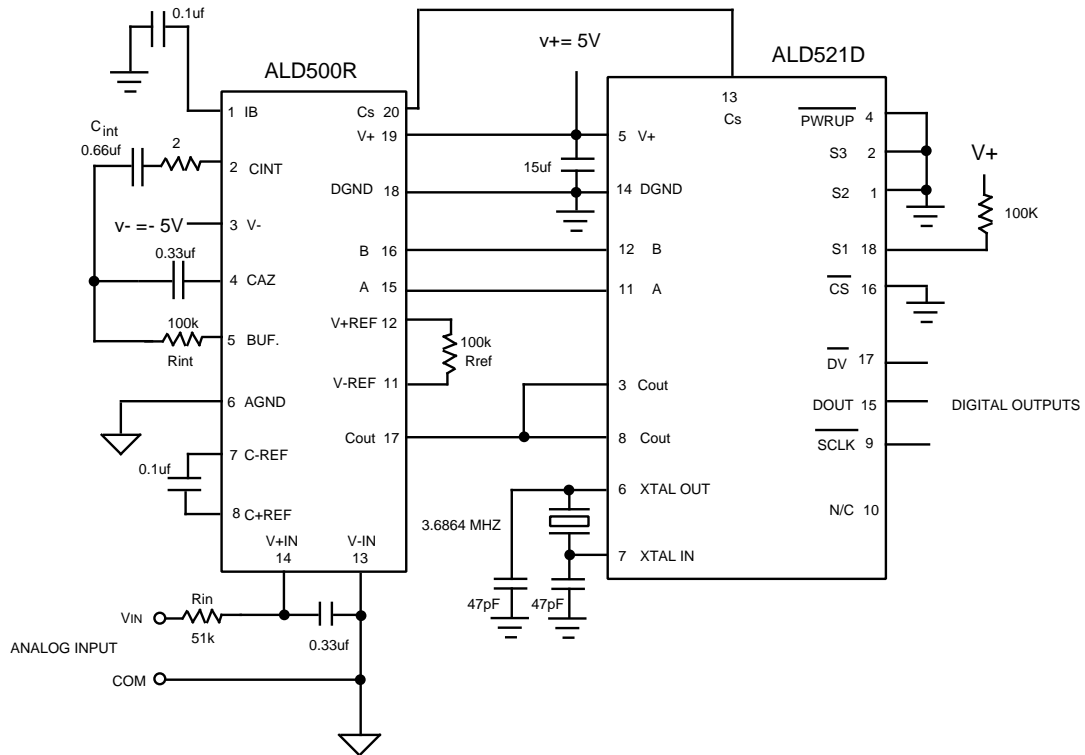 0.1uf
v+= 5V
ALD500R
ALD521D
1 IB
Cs 20
13
Cs
PWRUP 4
V+ 19
5 V+
Cint
0.66uf
2
2 CINT
15uf
S3 2
V+
DGND 18
14 DGND
S2 1
100K
v- =- 5V
3 V-
B 16
12 B
S1 18
0.33uf
4 CAZ
A 15
11 A
CS 16
100k
Rint
5 BUF.
V+REF 12
100k
Rref
V-REF 11
DV 17
3 Cout
6 AGND
DOUT 15
DIGITAL OUTPUTS
Cout 17
8 Cout
SCLK 9
0.1uf
7 C-REF
6 XTAL OUT
8 C+REF
3.6864 MHZ
N/C 10
V+IN
14
V-IN
13
7 XTAL IN
47pF
47pF
VIN
Rin
51k
0.33uf
ANALOG INPUT
COM